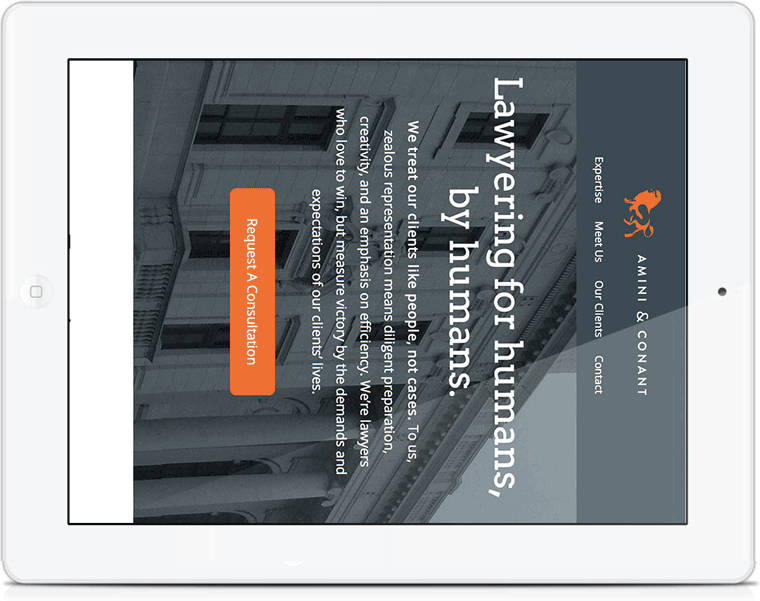 AMINI & CONANT
Expertise Meet Us Our Clients Contact
Lawyering for humans,
by humans.
We treat our clients like people, not cases. To us,
zealous representation means diligent preparation,
creativity, and an emphasis on efficiency. We're lawyers
who love to win, but measure victory by the demands and
expectations of our clients' lives.
Request A Consultation